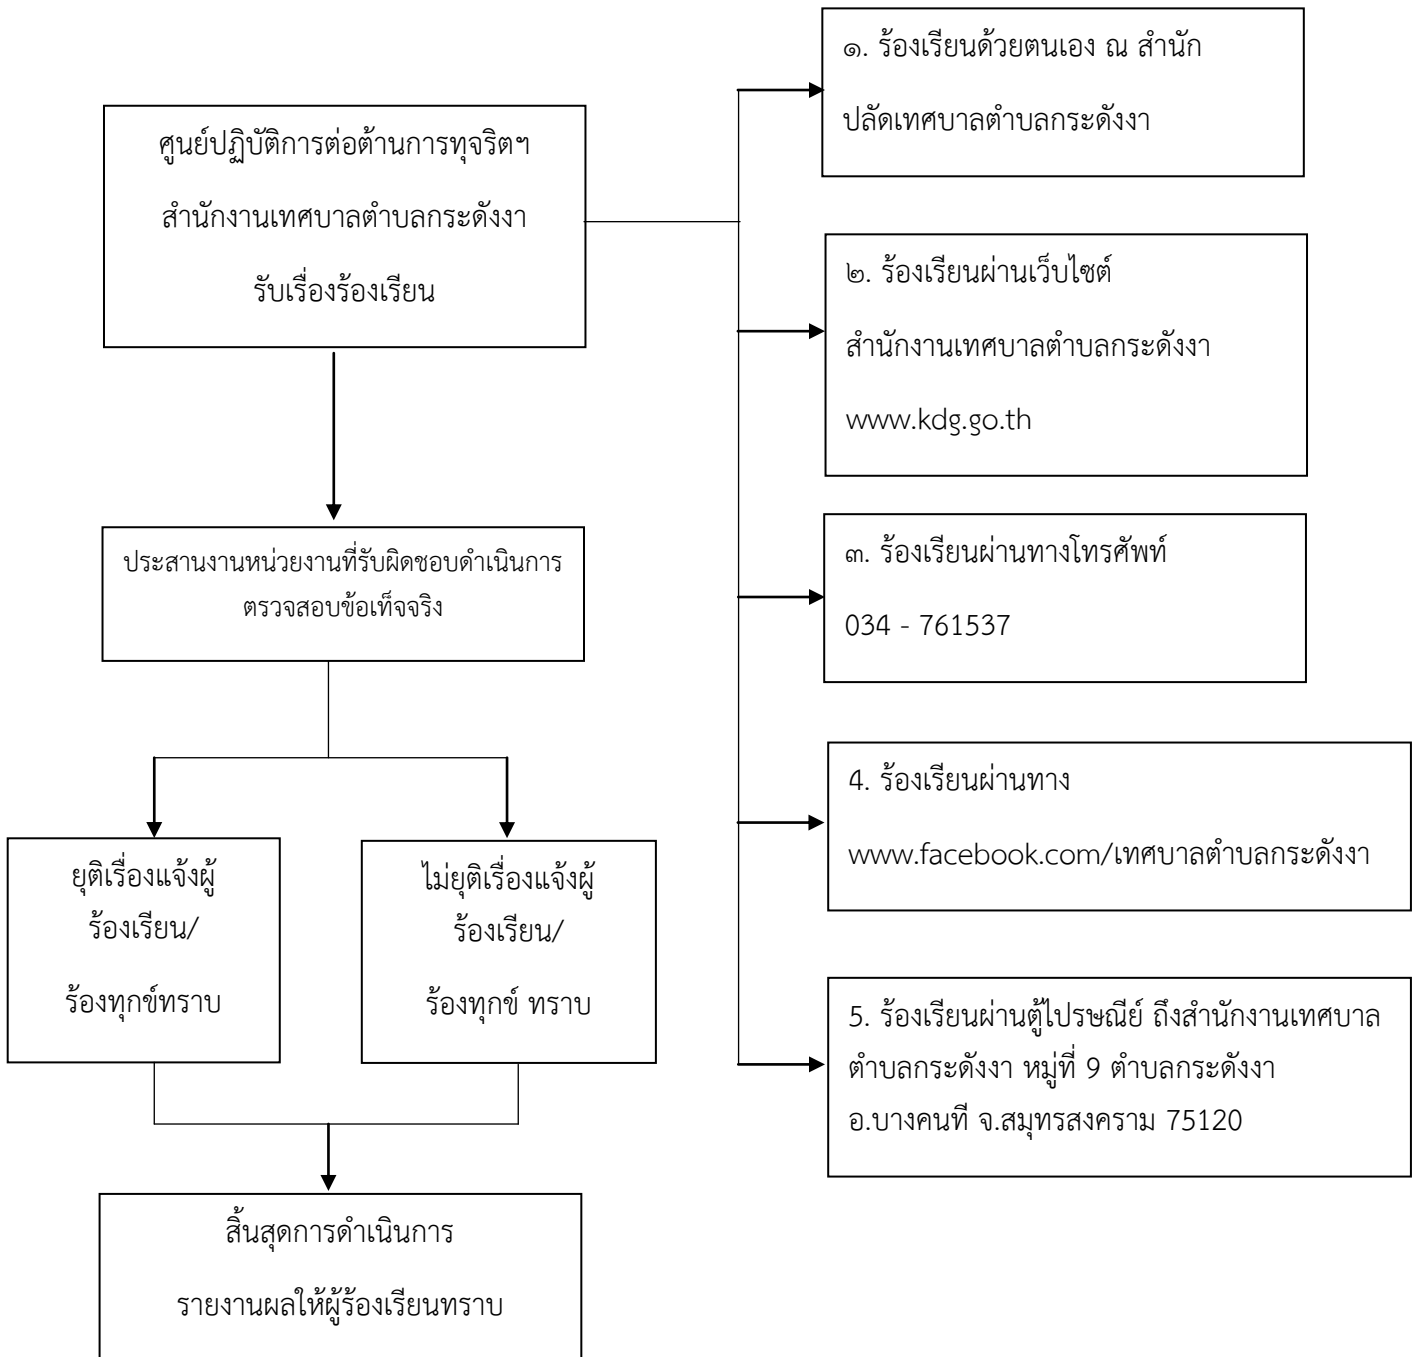 ศูนย์ปฏิบัติการต่อต้านการทุจริตฯ
สำนักงานเทศบาลตำบลกระดังงา
รับเรื่องร้องเรียน
ประสานงานหน่วยงานที่รับผิดชอบดำเนินการ
ตรวจสอบข้อเท็จจริง
ยุติเรื่องแจ้งผู้
ร้องเรียน/
ร้องทุกข์ทราบ
ไม่ยุติเรื่องแจ้งผู้
ร้องเรียน/
ร้องทุกข์ ทราบ
สิ้นสุดการดำเนินการ
รายงานผลให้ผู้ร้องเรียนทราบ
๑. ร้องเรียนด้วยตนเอง ณ สำนัก
ปลัดเทศบาลตำบลกระดังงา
๒. ร้องเรียนผ่านเว็บไซต์
สำนักงานเทศบาลตำบลกระดังงา
www.kdg.go.th
๓. ร้องเรียนผ่านทางโทรศัพท์
034 - 761537
4. ร้องเรียนผ่านทาง
www.facebook.com/เทศบาลตำบลกระดังงา
5. ร้องเรียนผ่านตู้ไปรษณีย์ ถึงสำนักงานเทศบาล
ตำบลกระดังงา หมู่ที่ 9 ตำบลกระดังงา
อ.บางคนที จ.สมุทรสงคราม 75120